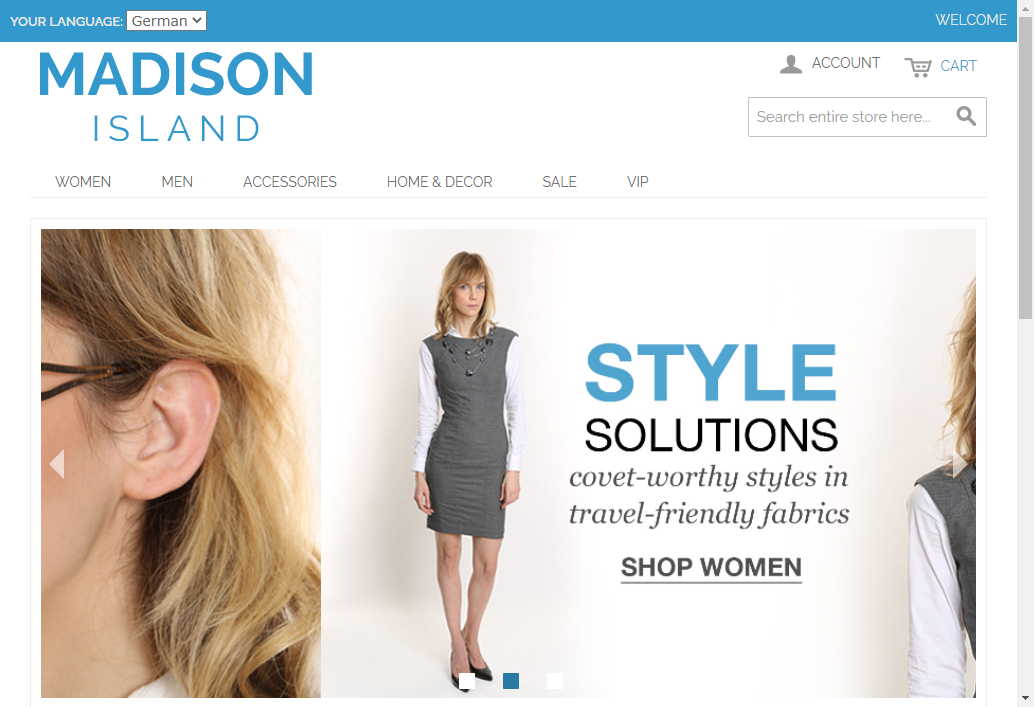 YOUR LANGUAGE: German
WELCOME
MADISON
ISLAND
ACCOUNT
CART
Search entire store here...
WOMEN
MEN
ACCESSORIES
HOME & DECOR
SALE
VIP
STYLE
SOLUTIONS
covet-worthy styles in
travel-friendly fabrics
SHOP WOMEN